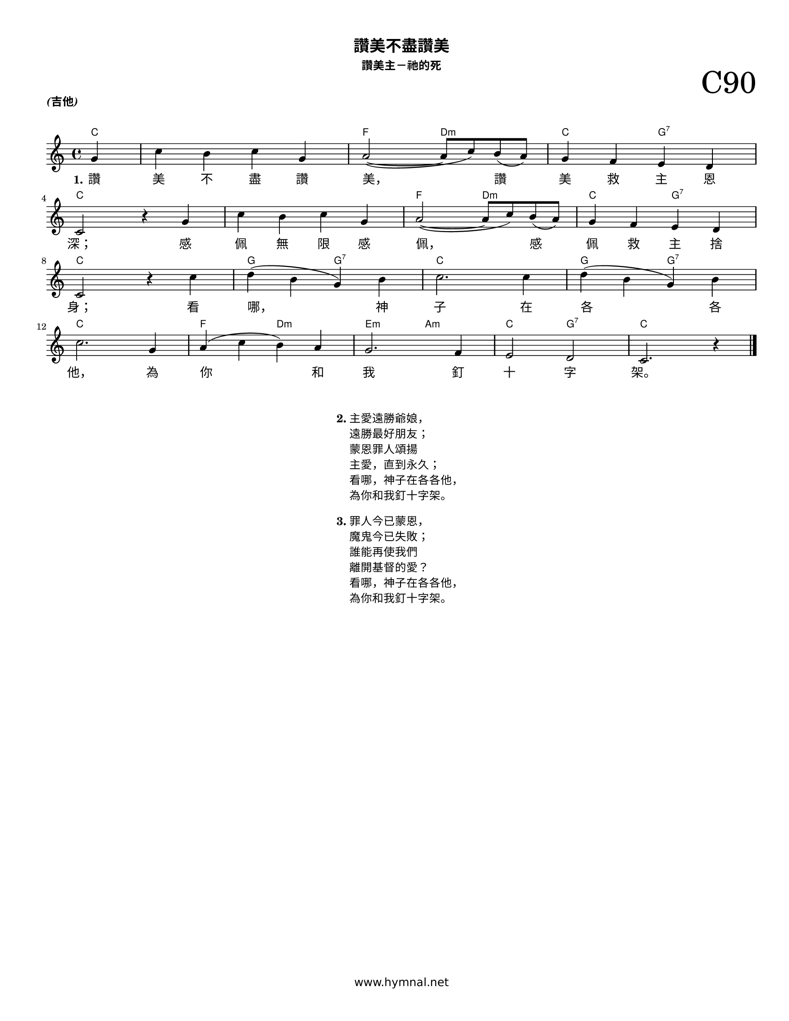 讚美不盡讚美
讚美主－祂的死
C90
(吉他)
C F Dm C G7
1. 讚 美 不 盡 讚 美， 讚 美 救 主 恩
4 C F Dm C G7
深； 感 佩 無 限 感 佩， 感 佩 救 主 捨
8 C G G7 C G G7
身； 看 哪， 神 子 在 各 各
12 C F Dm Em Am C G7 C
他， 為 你 和 我 釘 十 字 架。
2. 主愛遠勝爺娘，
遠勝最好朋友；
蒙恩罪人頌揚
主愛，直到永久；
看哪，神子在各各他，
為你和我釘十字架。
3. 罪人今已蒙恩，
魔鬼今已失敗；
誰能再使我們
離開基督的愛？
看哪，神子在各各他，
為你和我釘十字架。
www.hymnal.net